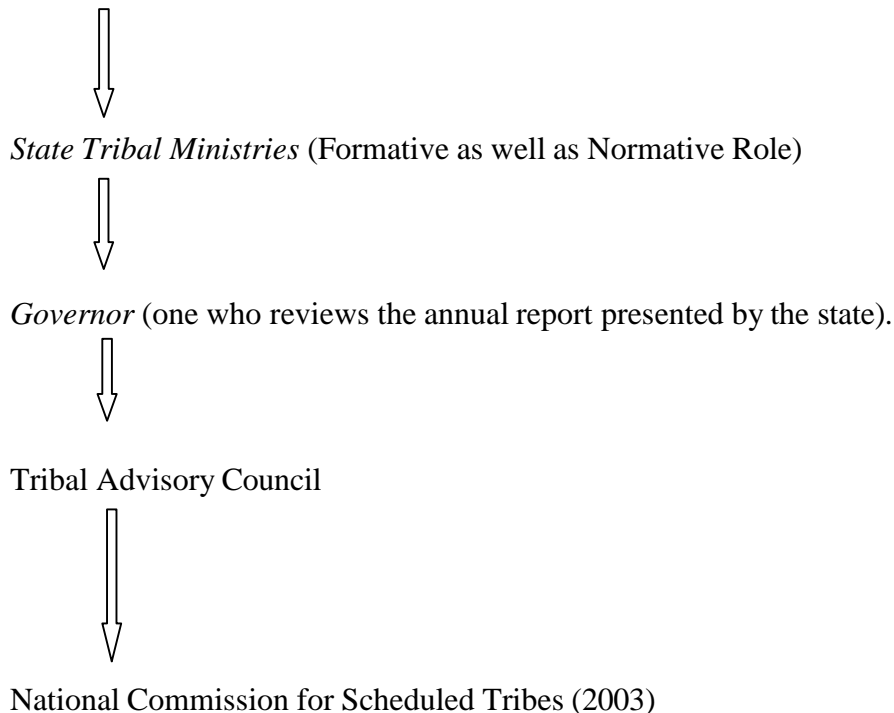 State Tribal Ministries (Formative as well as Normative Role)
Governor (one who reviews the annual report presented by the state).
Tribal Advisory Council
National Commission for Scheduled Tribes (2003)